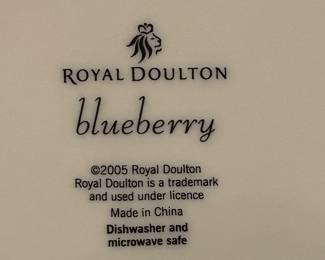 ROYAL DOULTON
blueberry
©2005 Royal Doulton
Royal Doulton is a trademark
and used under licence
Made in China
Dishwasher and
microwave safe